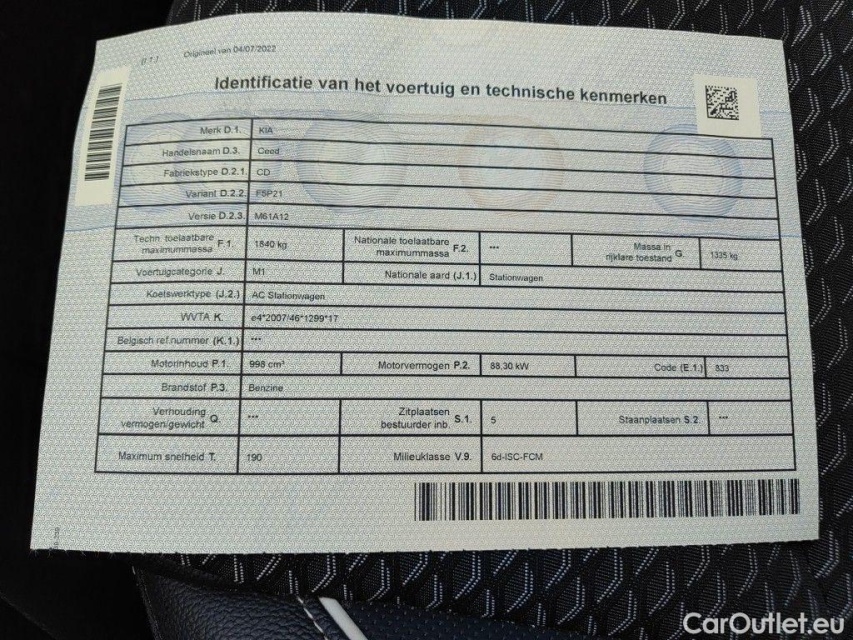 (I 1.) Origineel van 04/07/2022
Identificatie van het voertuig en technische kenmerken
Merk D.1. KIA
Handelsnaam D.3. Ceed
Fabriekstype D.2.1. CD
Variant D.2.2. F5P21
Versie D.2.3. M61A12
Techn. toelaatbare maximummassa F.1. 1840 kg Nationale toelaatbare maximummassa F.2. --- Massa in rijklare toestand G. 1335 kg
Voertuigcategorie J. M1 Nationale aard (J.1.) Stationwagen
Koetswerktype (J.2.) AC Stationwagen
WVTA K. e4*2007/46*1299*17
Belgisch ref.nummer (K.1.) ---
Motorinhoud P.1. 998 cm³ Motorvermogen P.2. 88,30 kW Code (E.1.) 833
Brandstof P.3. Benzine
Verhouding vermogen/gewicht Q. --- Zitplaatsen bestuurder inb. S.1. 5 Staanplaatsen S.2. ---
Maximum snelheid T. 190 Milieuklasse V.9. 6d-ISC-FCM
CarOutlet.eu